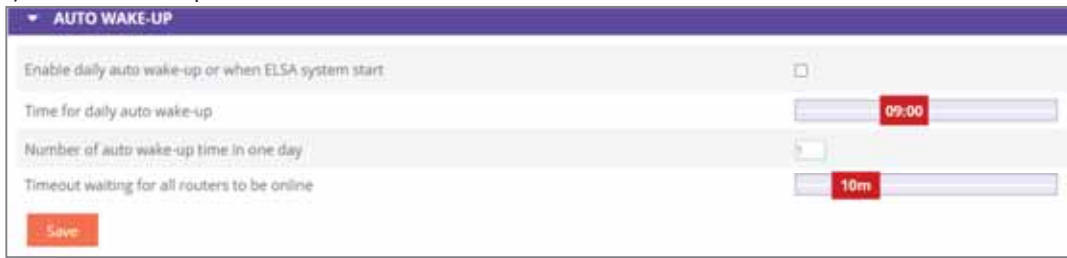 AUTO WAKE-UP
Enable daily auto wake-up or when ELSA system start
Time for daily auto wake-up
09:00
Number of auto wake-up time in one day
Timeout waiting for all routers to be online
10m
Save